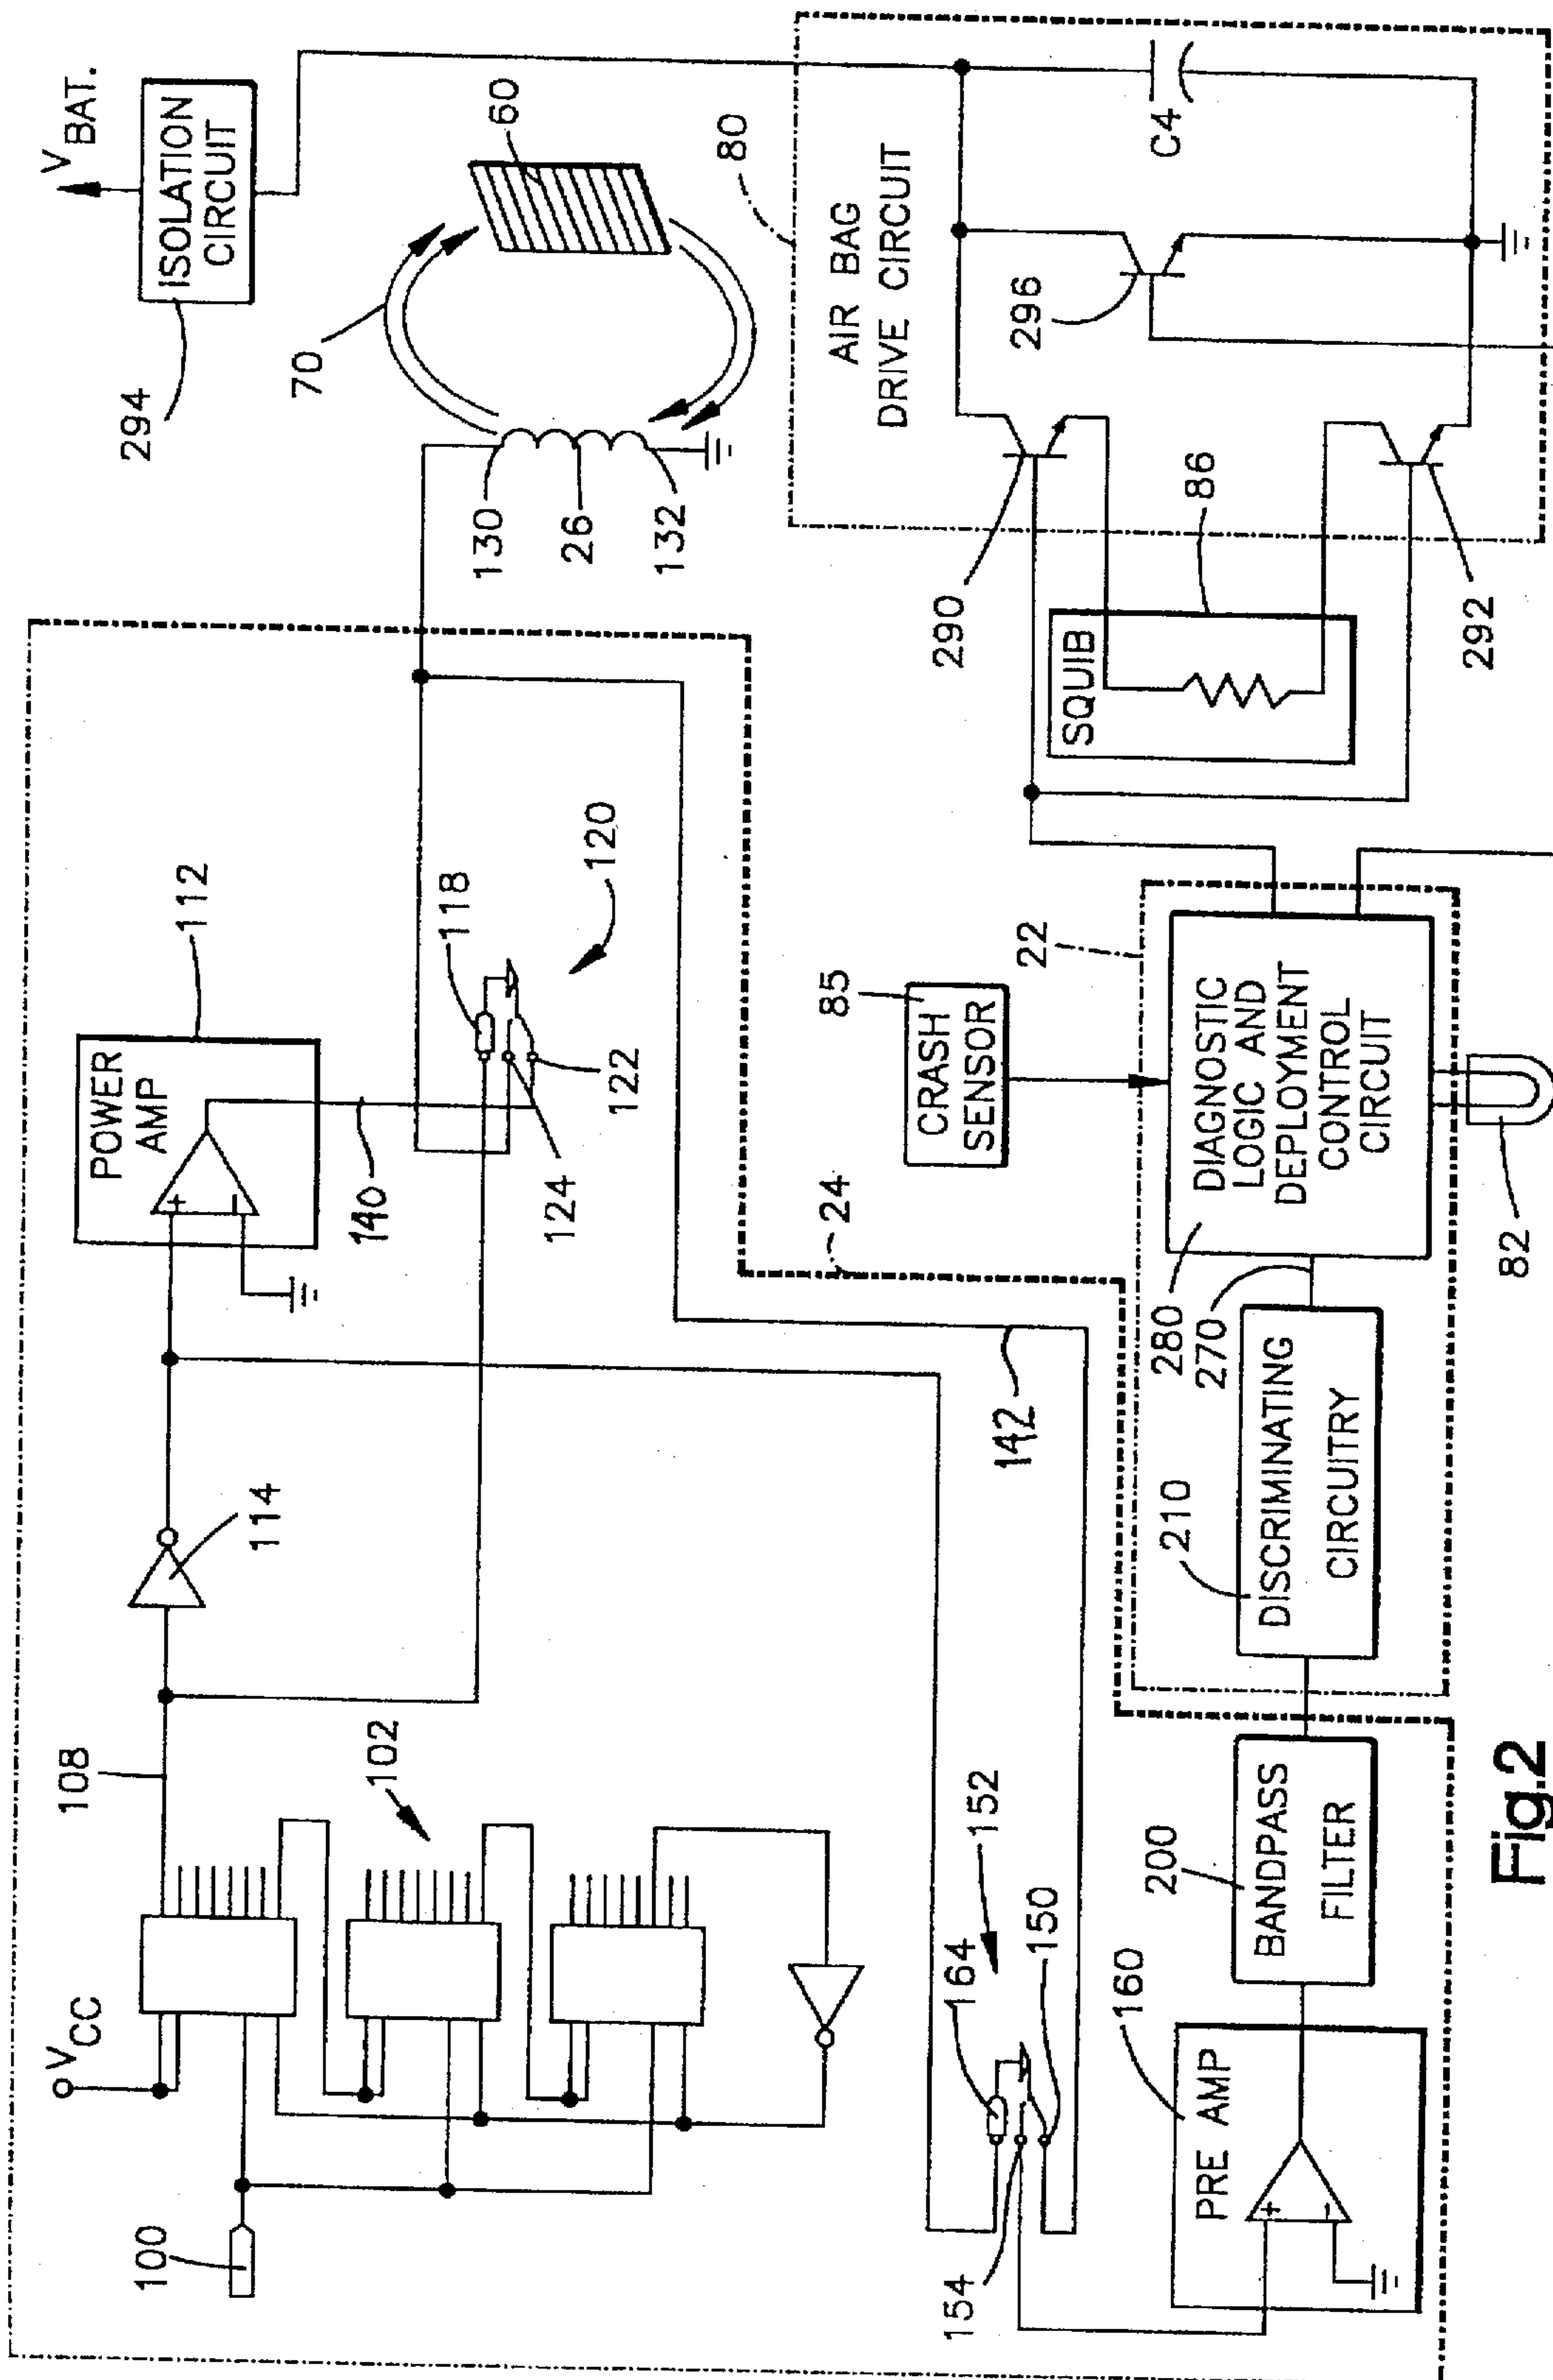 100
VCC
102
108
114
POWER
AMP
112
140
118
120
122
124
130
26
132
70
60
VBAT.
ISOLATION
CIRCUIT
294
154
164
152
150
142
24
PRE AMP
160
BANDPASS
FILTER
200
DISCRIMINATING
CIRCUITRY
210
270
280
DIAGNOSTIC
LOGIC AND
DEPLOYMENT
CONTROL
CIRCUIT
22
CRASH
SENSOR
85
82
SQUIB
86
290
292
AIR BAG
DRIVE CIRCUIT
80
296
C4
Fig.2